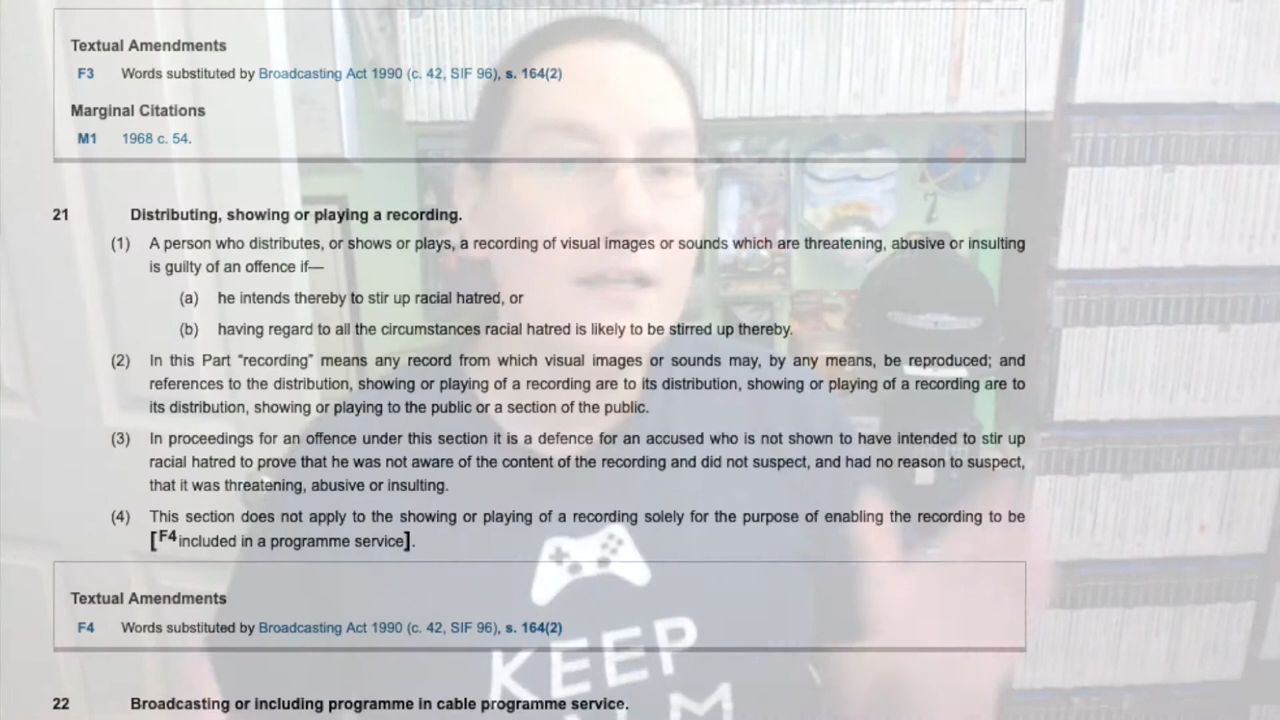 Textual Amendments
F3 Words substituted by Broadcasting Act 1990 (c. 42, SIF 96), s. 164(2)
Marginal Citations
M1 1968 c. 54.
21 Distributing, showing or playing a recording.
(1) A person who distributes, or shows or plays, a recording of visual images or sounds which are threatening, abusive or insulting
is guilty of an offence if—
(a) he intends thereby to stir up racial hatred, or
(b) having regard to all the circumstances racial hatred is likely to be stirred up thereby.
(2) In this Part “recording” means any record from which visual images or sounds may, by any means, be reproduced; and
references to the distribution, showing or playing of a recording are to its distribution, showing or playing of a recording are to
its distribution, showing or playing to the public or a section of the public.
(3) In proceedings for an offence under this section it is a defence for an accused who is not shown to have intended to stir up
racial hatred to prove that he was not aware of the content of the recording and did not suspect, and had no reason to suspect,
that it was threatening, abusive or insulting.
(4) This section does not apply to the showing or playing of a recording solely for the purpose of enabling the recording to be
[F4included in a programme service].
Textual Amendments
F4 Words substituted by Broadcasting Act 1990 (c. 42, SIF 96), s. 164(2)
22 Broadcasting or including programme in cable programme service.
KEEP